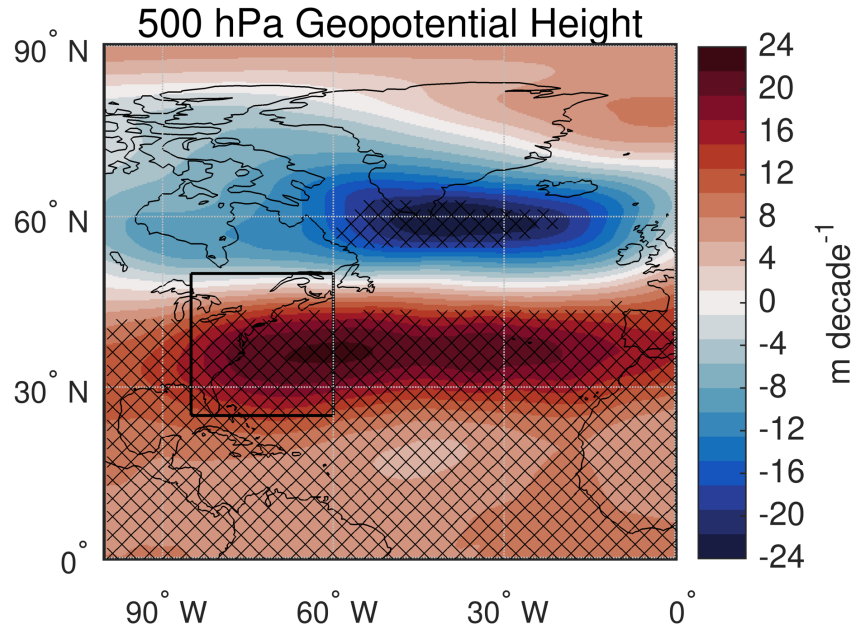 500 hPa Geopotential Height
90° N
60° N
30° N
0°
90° W
60° W
30° W
0°
24
20
16
12
8
4
0
-4
-8
-12
-16
-20
-24
m decade⁻¹